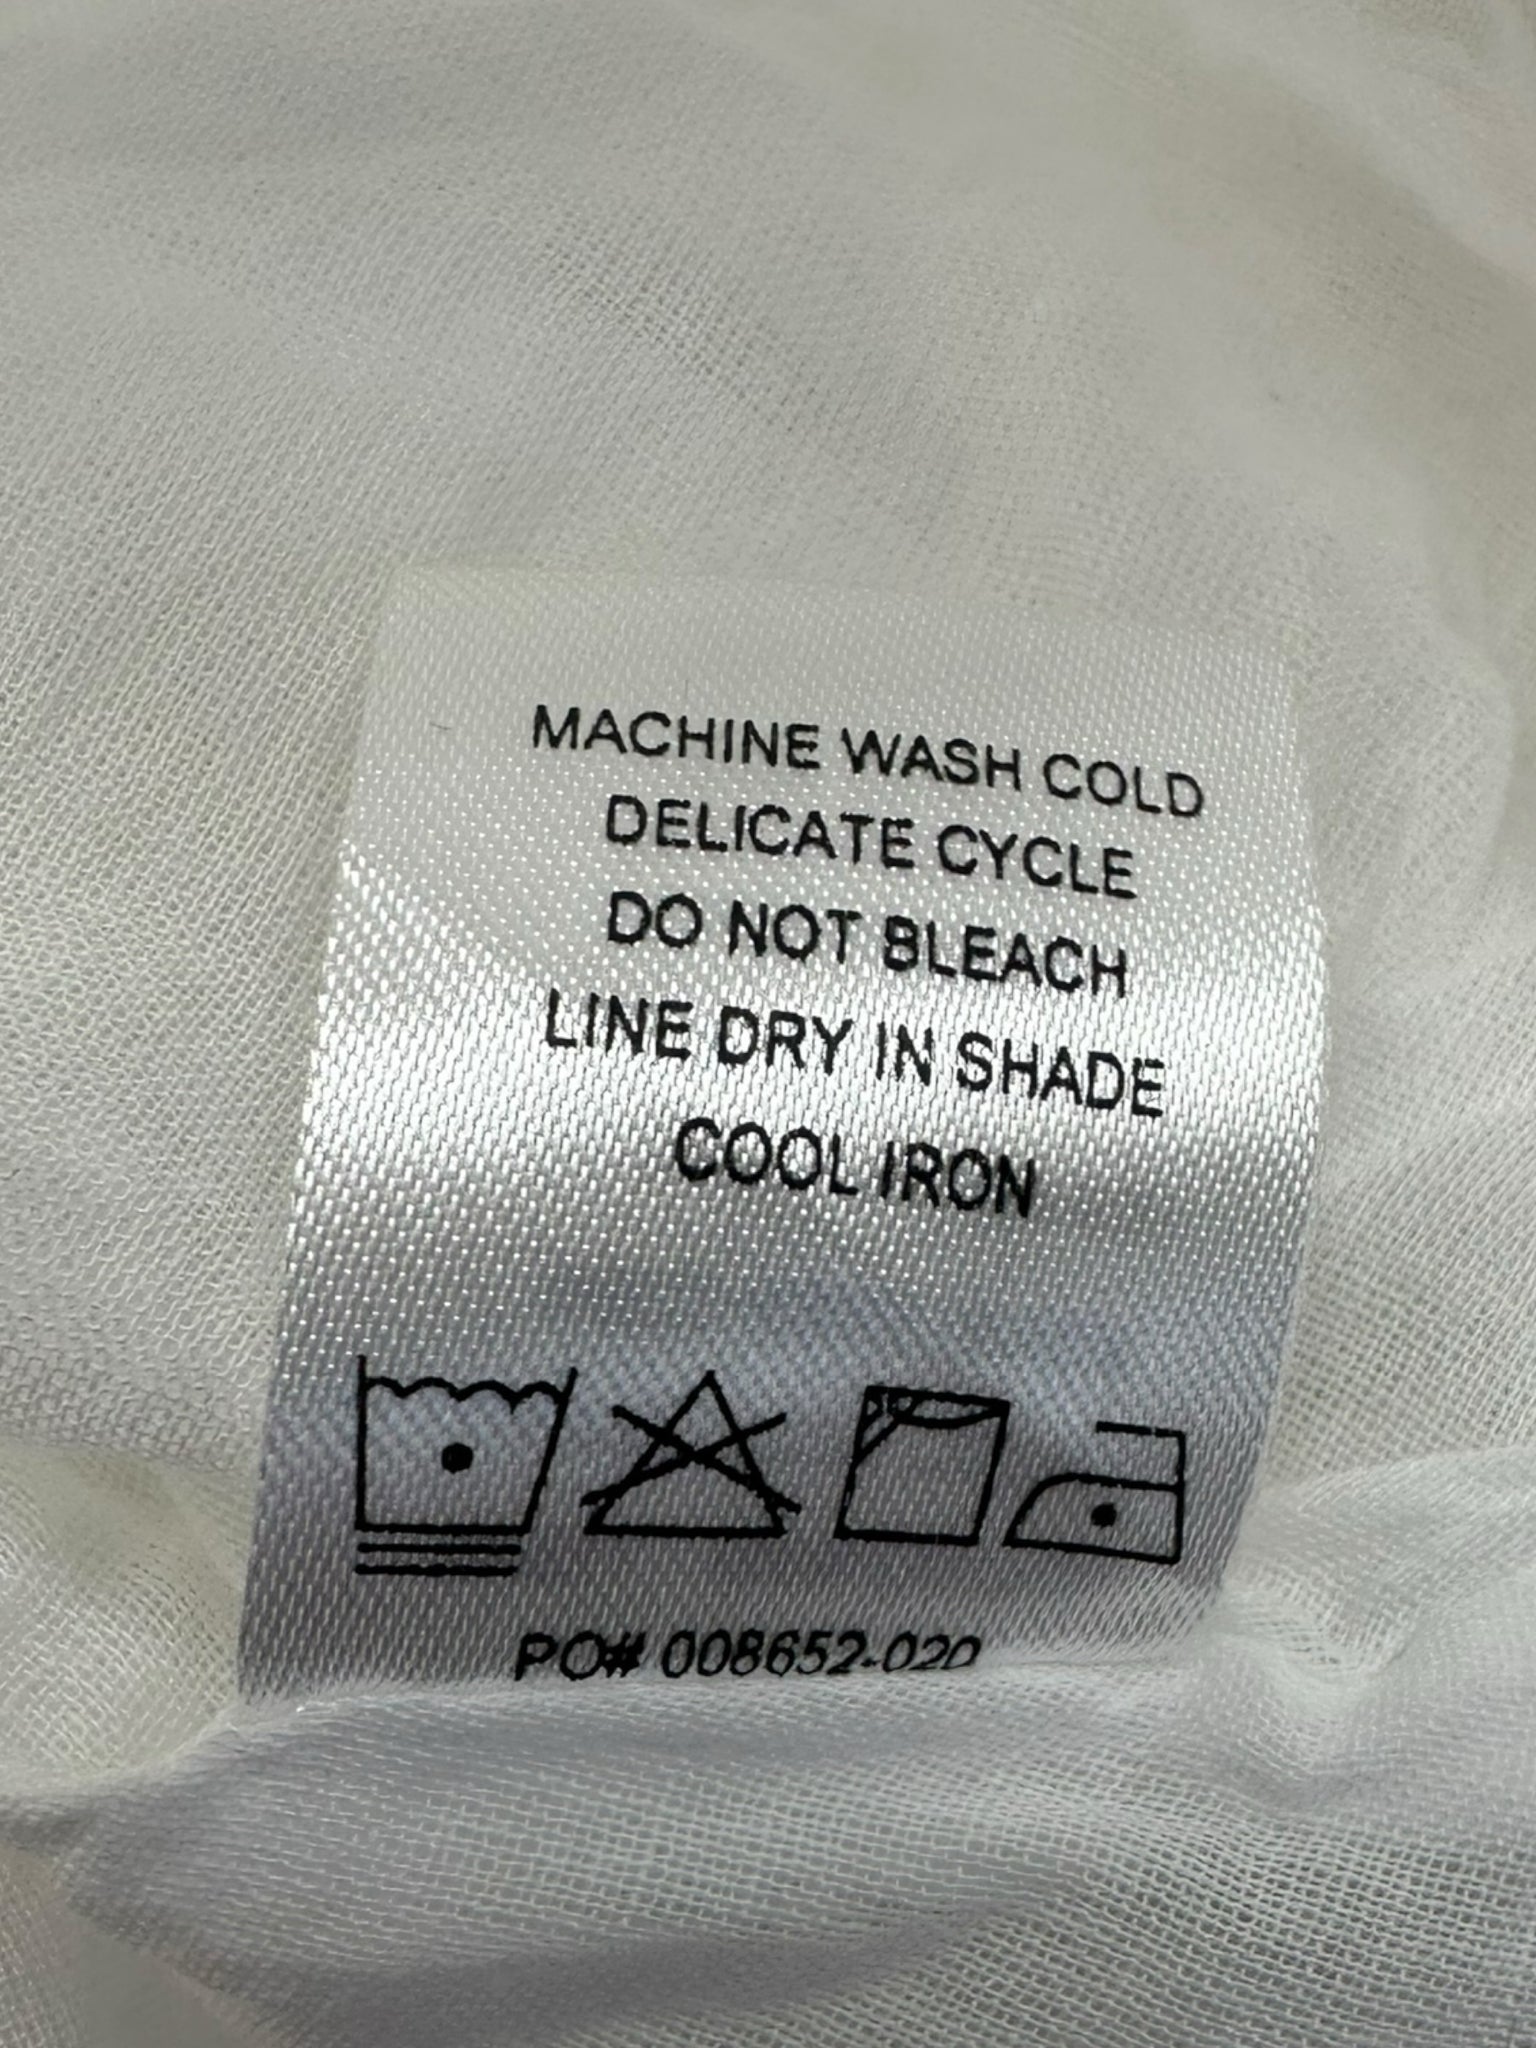 MACHINE WASH COLD
DELICATE CYCLE
DO NOT BLEACH
LINE DRY IN SHADE
COOL IRON
PO# 008652-020